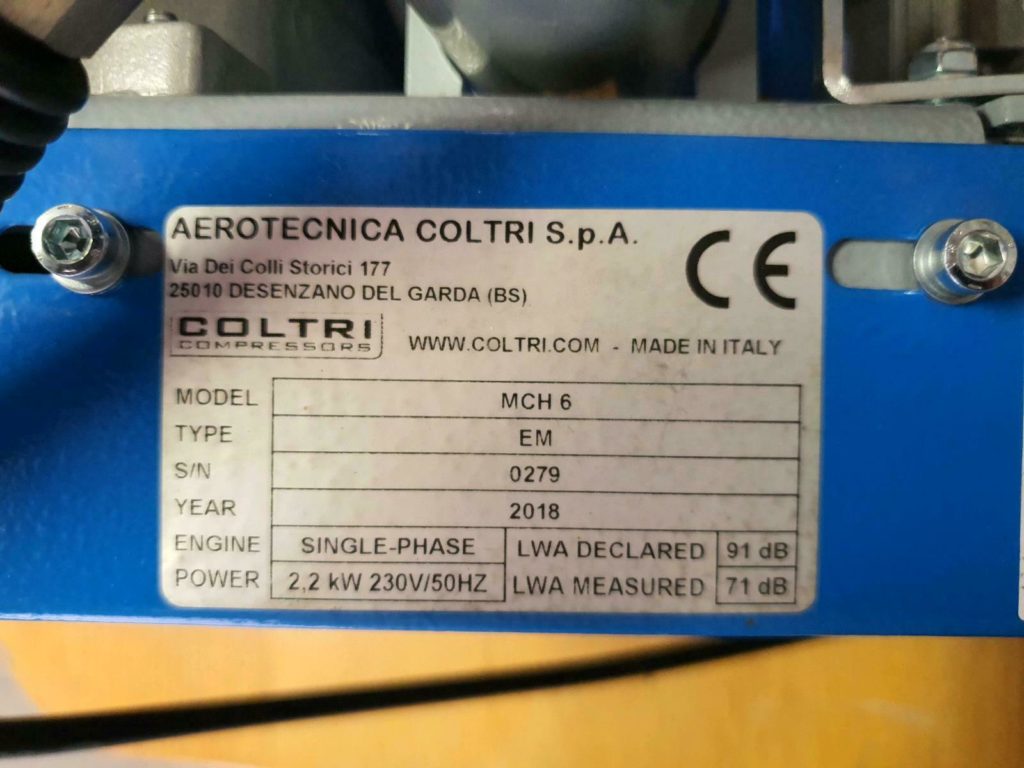 AEROTECNICA COLTRI S.p.A.
Via Dei Colli Storici 177
25010 DESENZANO DEL GARDA (BS)
CE
COLTRI
COMPRESSORS
WWW.COLTRI.COM - MADE IN ITALY
MODEL MCH 6
TYPE EM
S/N 0279
YEAR 2018
ENGINE SINGLE-PHASE LWA DECLARED 91 dB
POWER 2,2 kW 230V/50HZ LWA MEASURED 71 dB